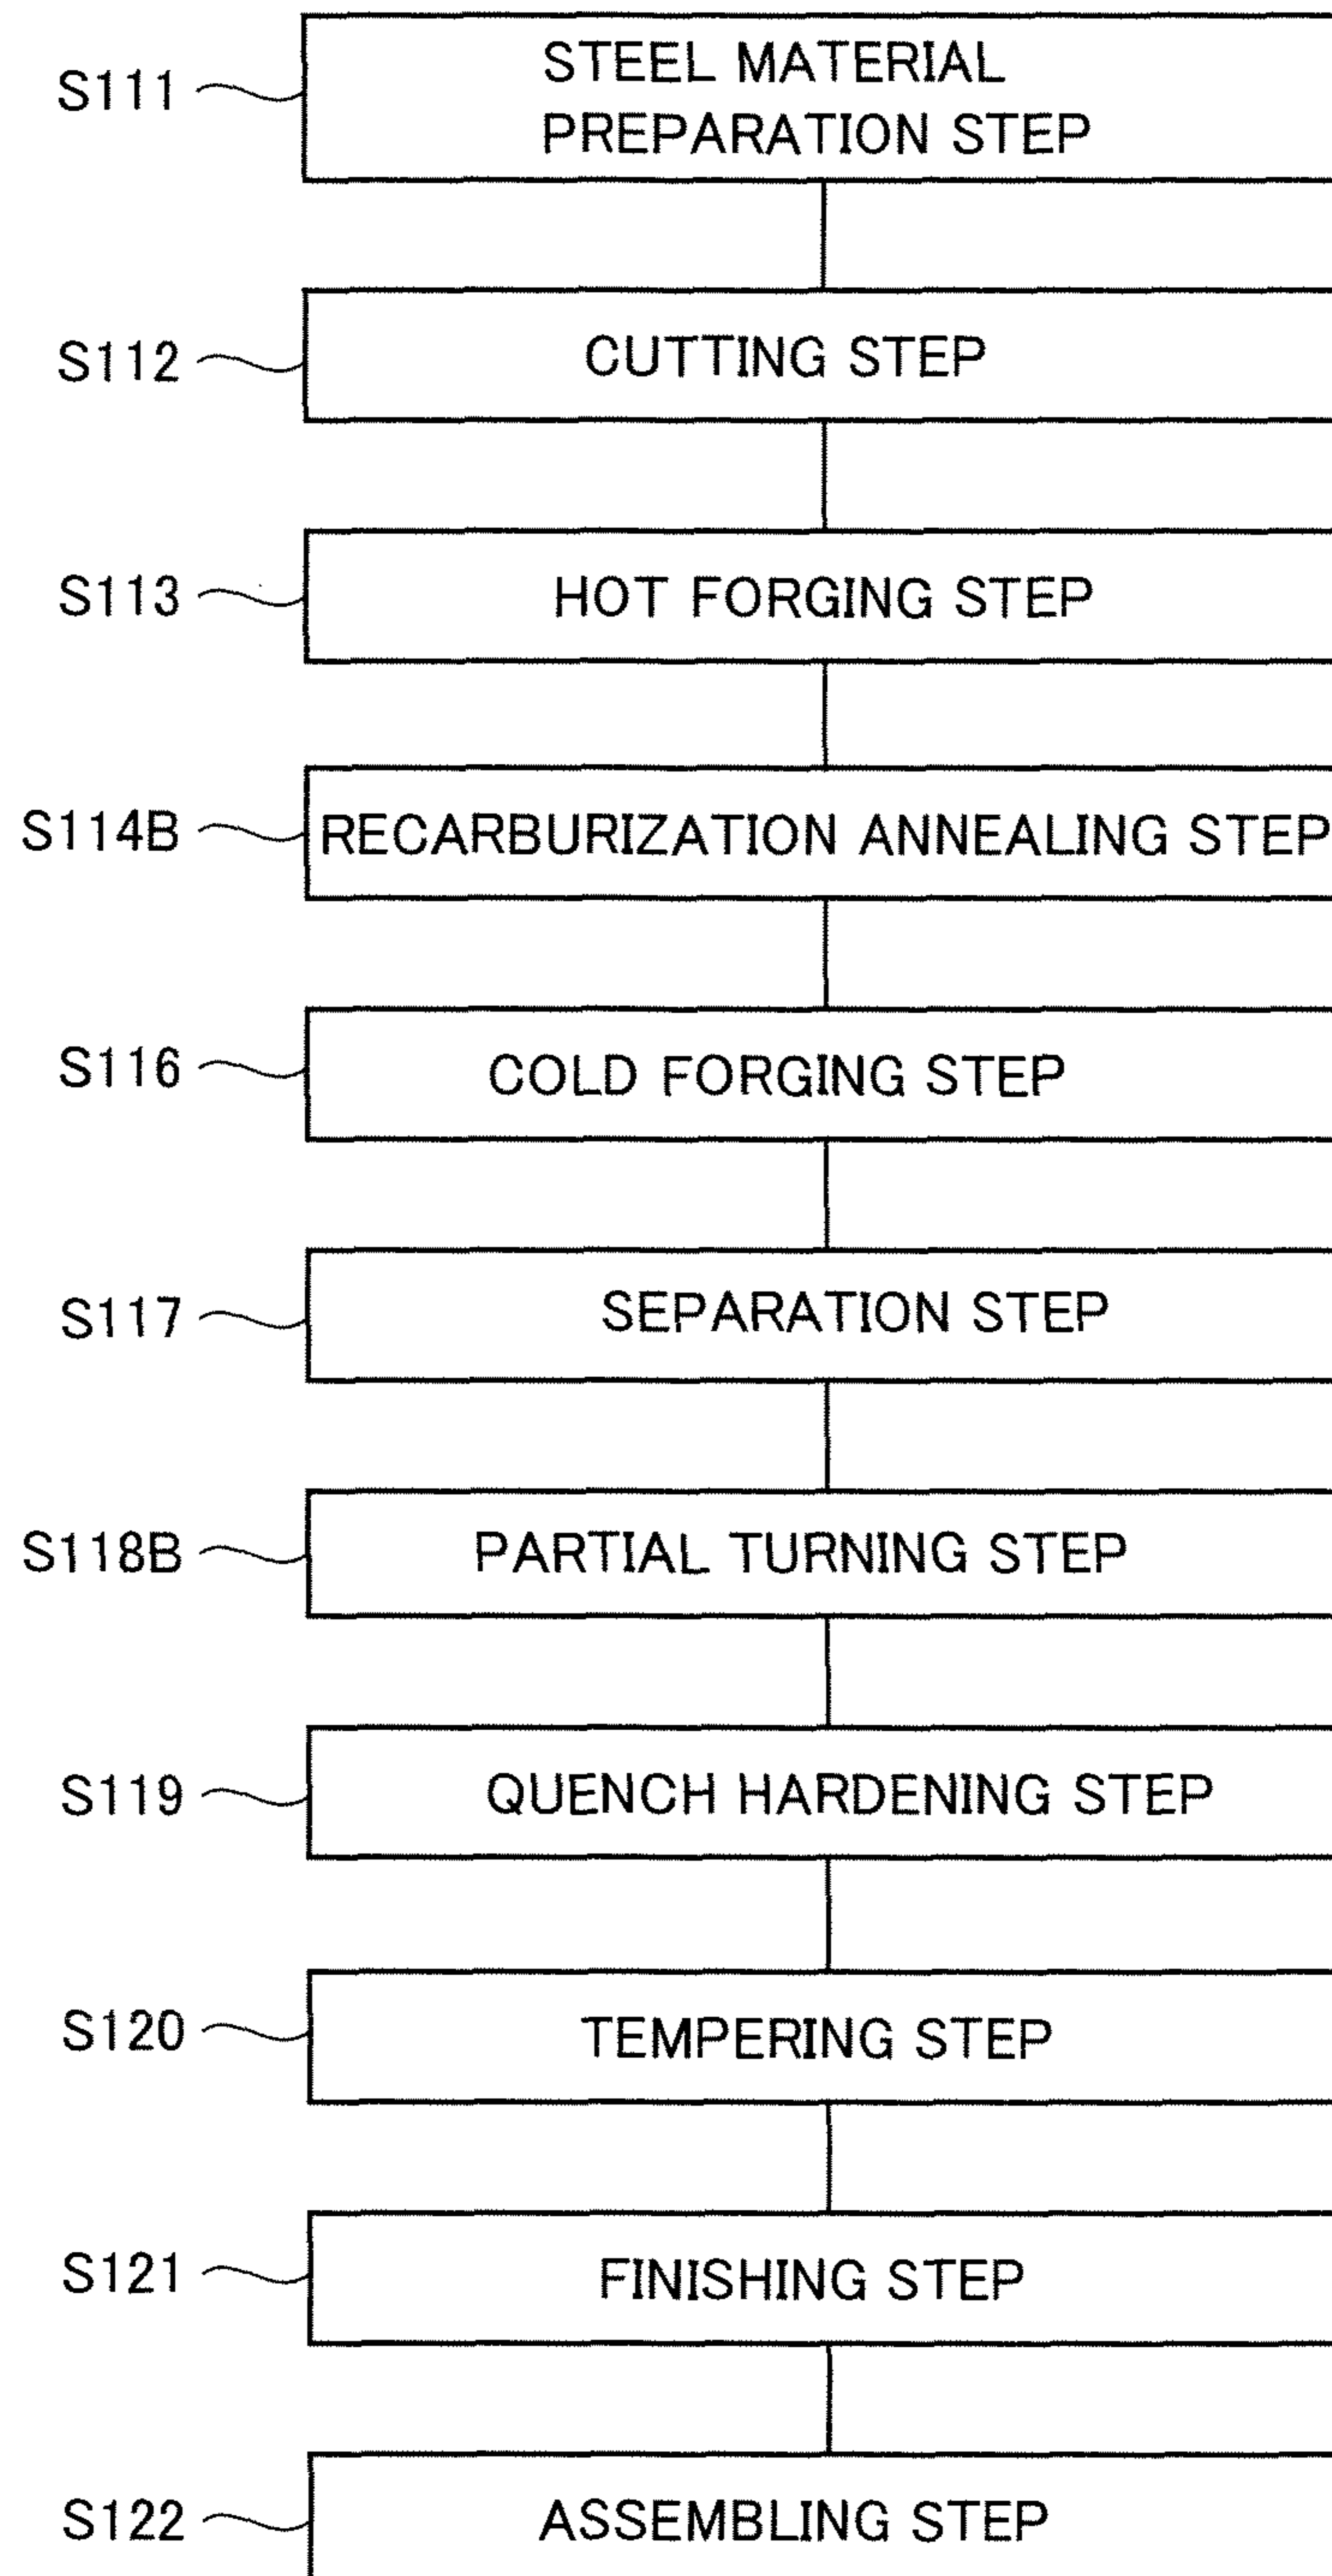 S111
STEEL MATERIAL
PREPARATION STEP
S112
CUTTING STEP
S113
HOT FORGING STEP
S114B
RECARBURIZATION ANNEALING STEP
S116
COLD FORGING STEP
S117
SEPARATION STEP
S118B
PARTIAL TURNING STEP
S119
QUENCH HARDENING STEP
S120
TEMPERING STEP
S121
FINISHING STEP
S122
ASSEMBLING STEP